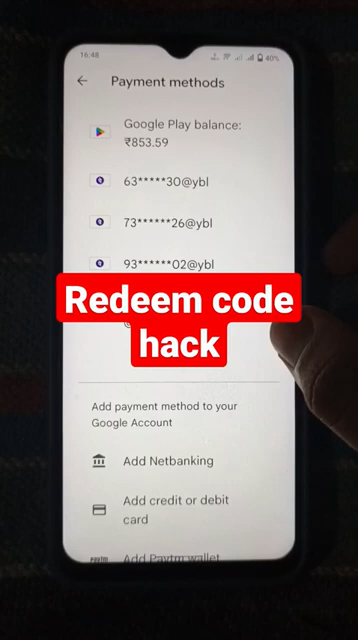 16:48
40%
Payment methods
Google Play balance:
₹853.59
63*****30@ybl
73******26@ybl
93******02@ybl
Redeem code
hack
Add payment method to your
Google Account
Add Netbanking
Add credit or debit
card
Paytm Add Paytm wallet